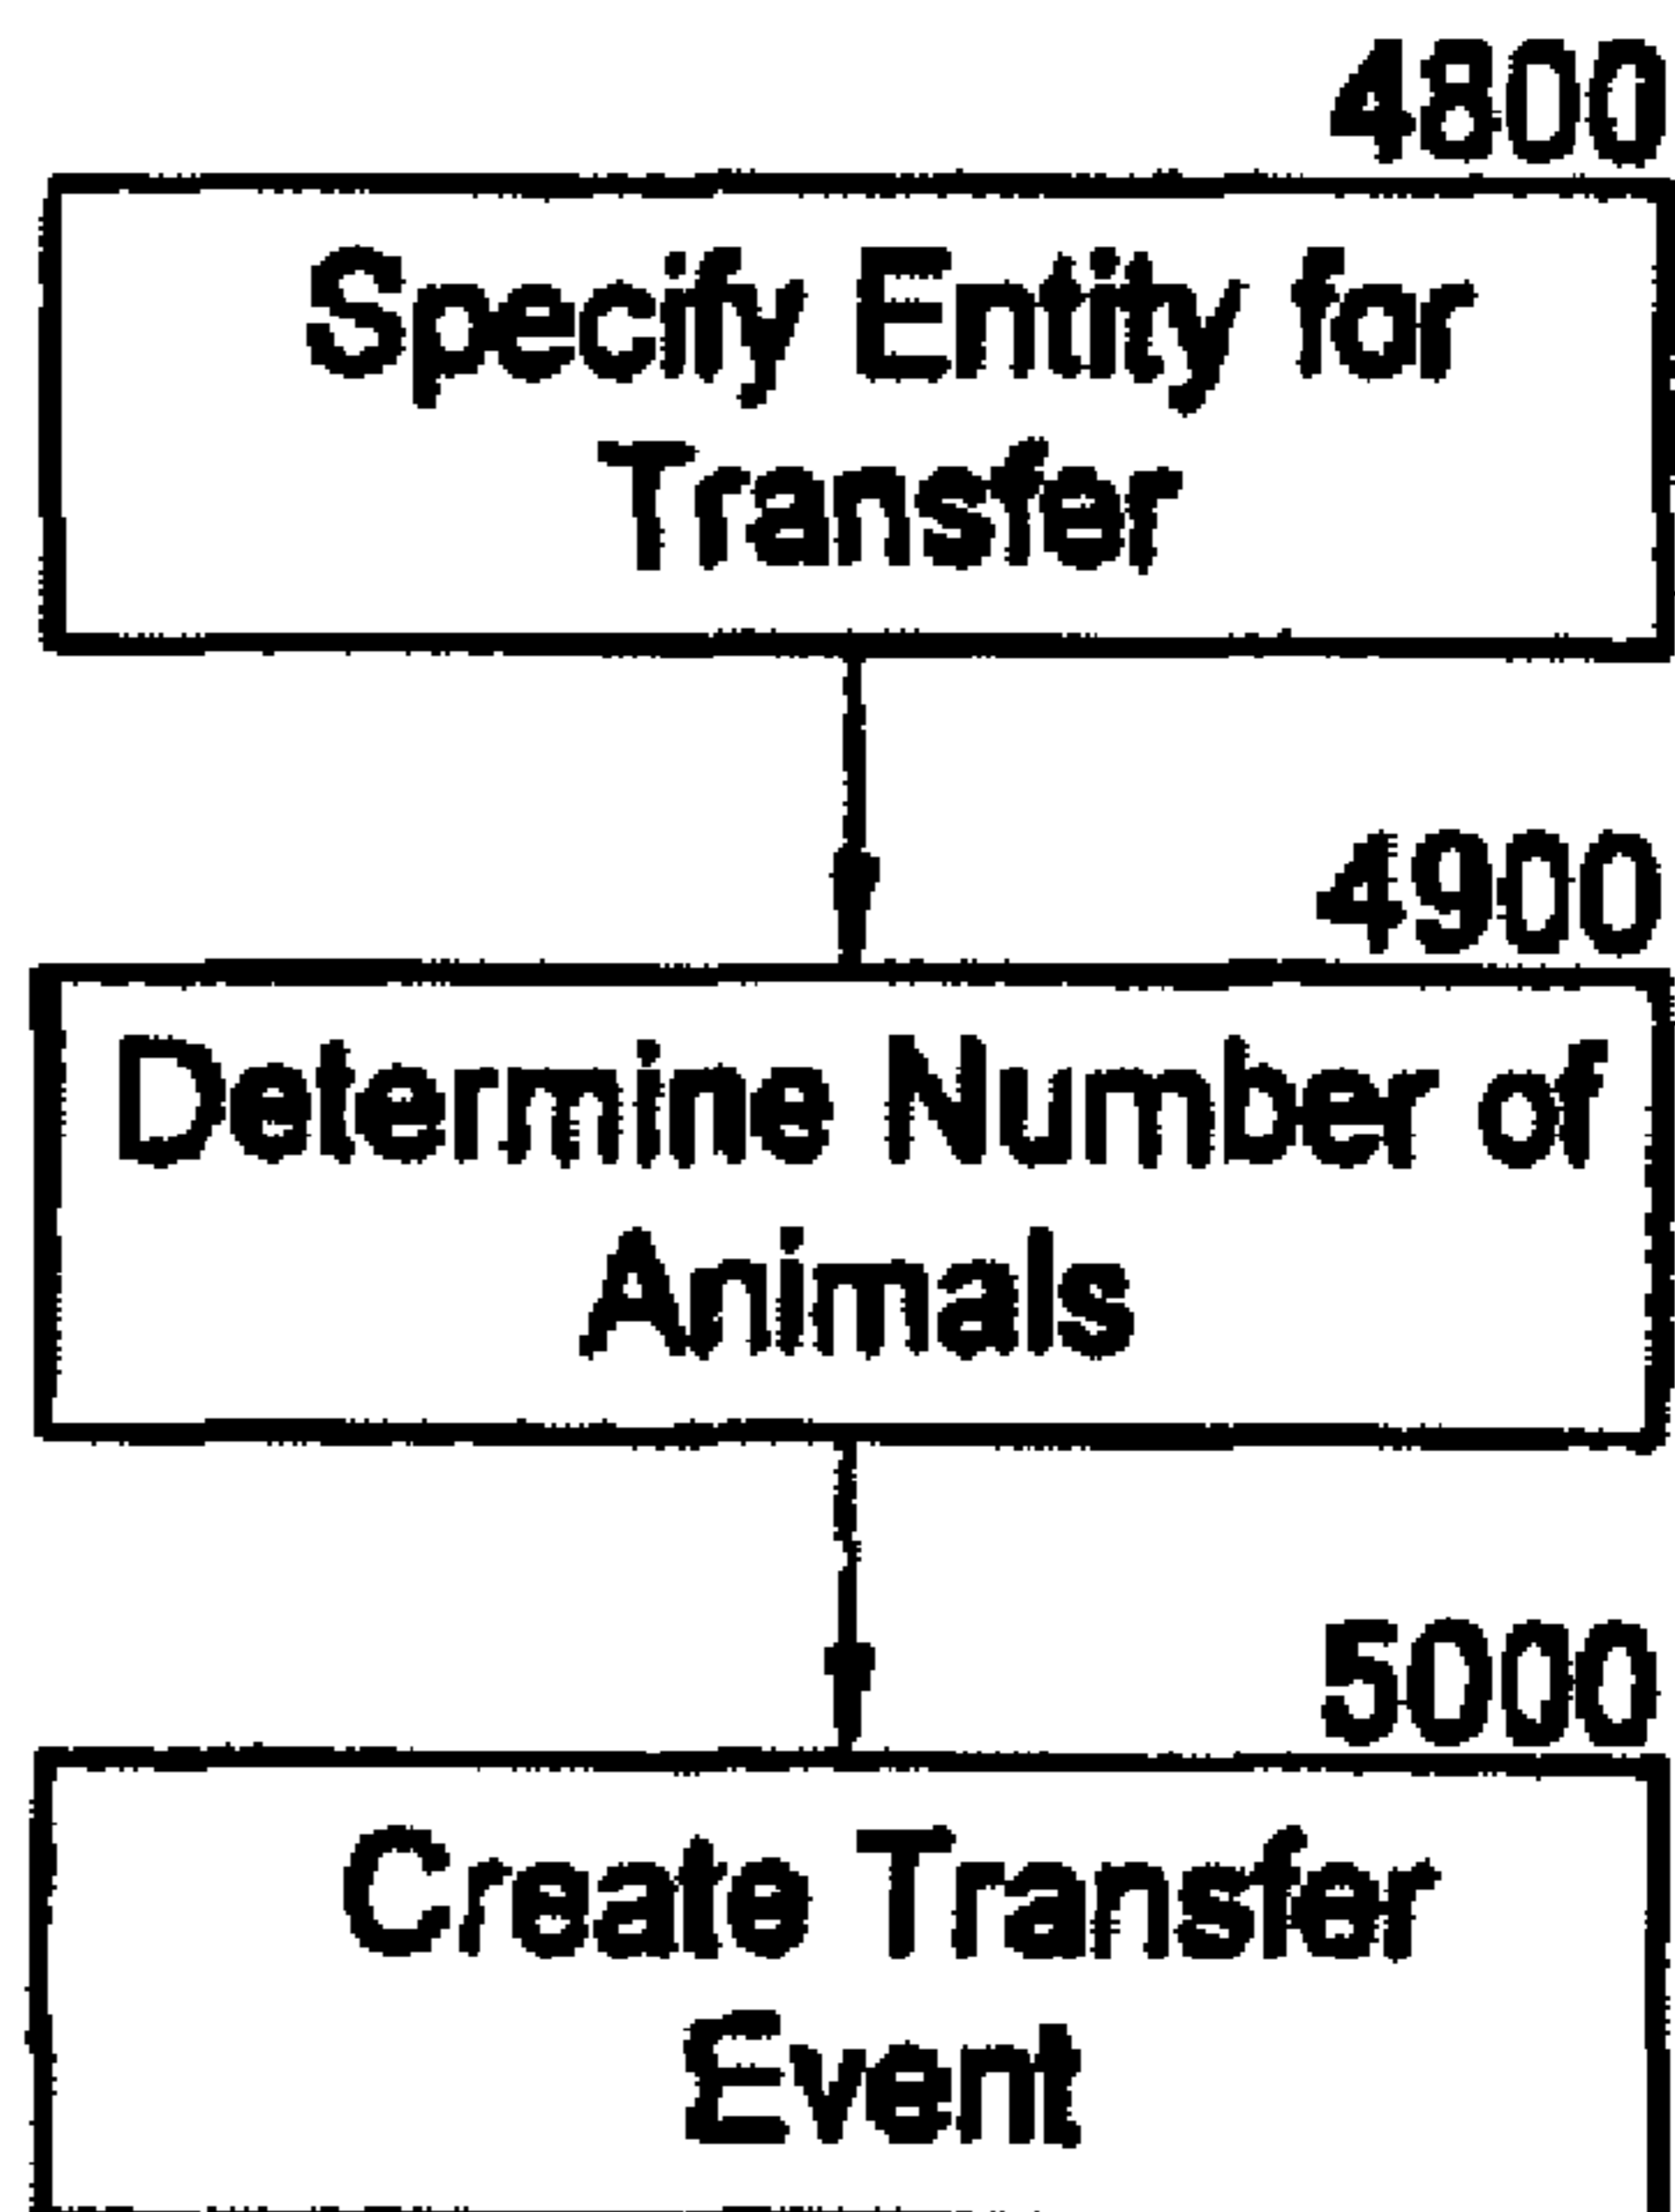 4800
Specify Entity for
Transfer
4900
Determine Number of
Animals
5000
Create Transfer
Event